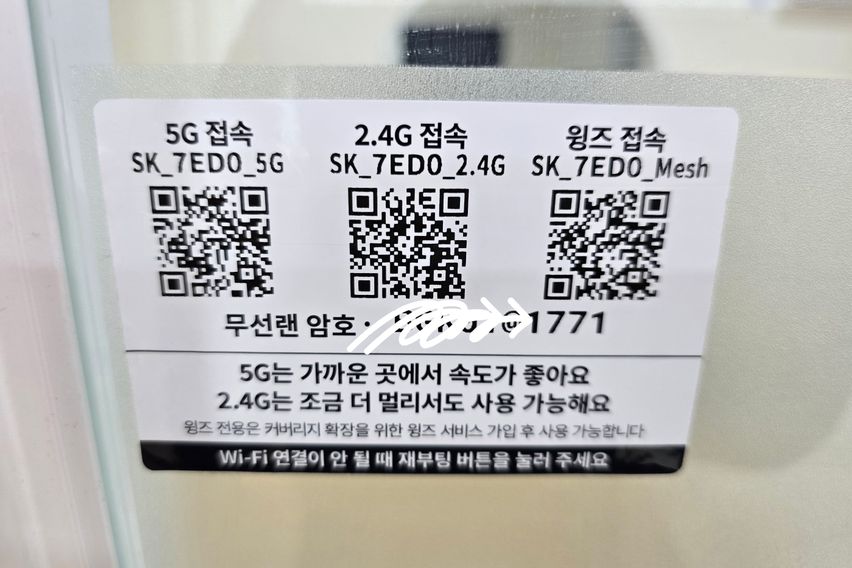 5G 접속
SK_7ED0_5G
2.4G 접속
SK_7ED0_2.4G
윙즈 접속
SK_7ED0_Mesh
무선랜 암호:
5G는 가까운 곳에서 속도가 좋아요
2.4G는 조금 더 멀리서도 사용 가능해요
윙즈 전용은 커버리지 확장을 위한 윙즈 서비스 가입 후 사용 가능합니다
Wi-Fi 연결이 안 될 때 재부팅 버튼을 눌러 주세요